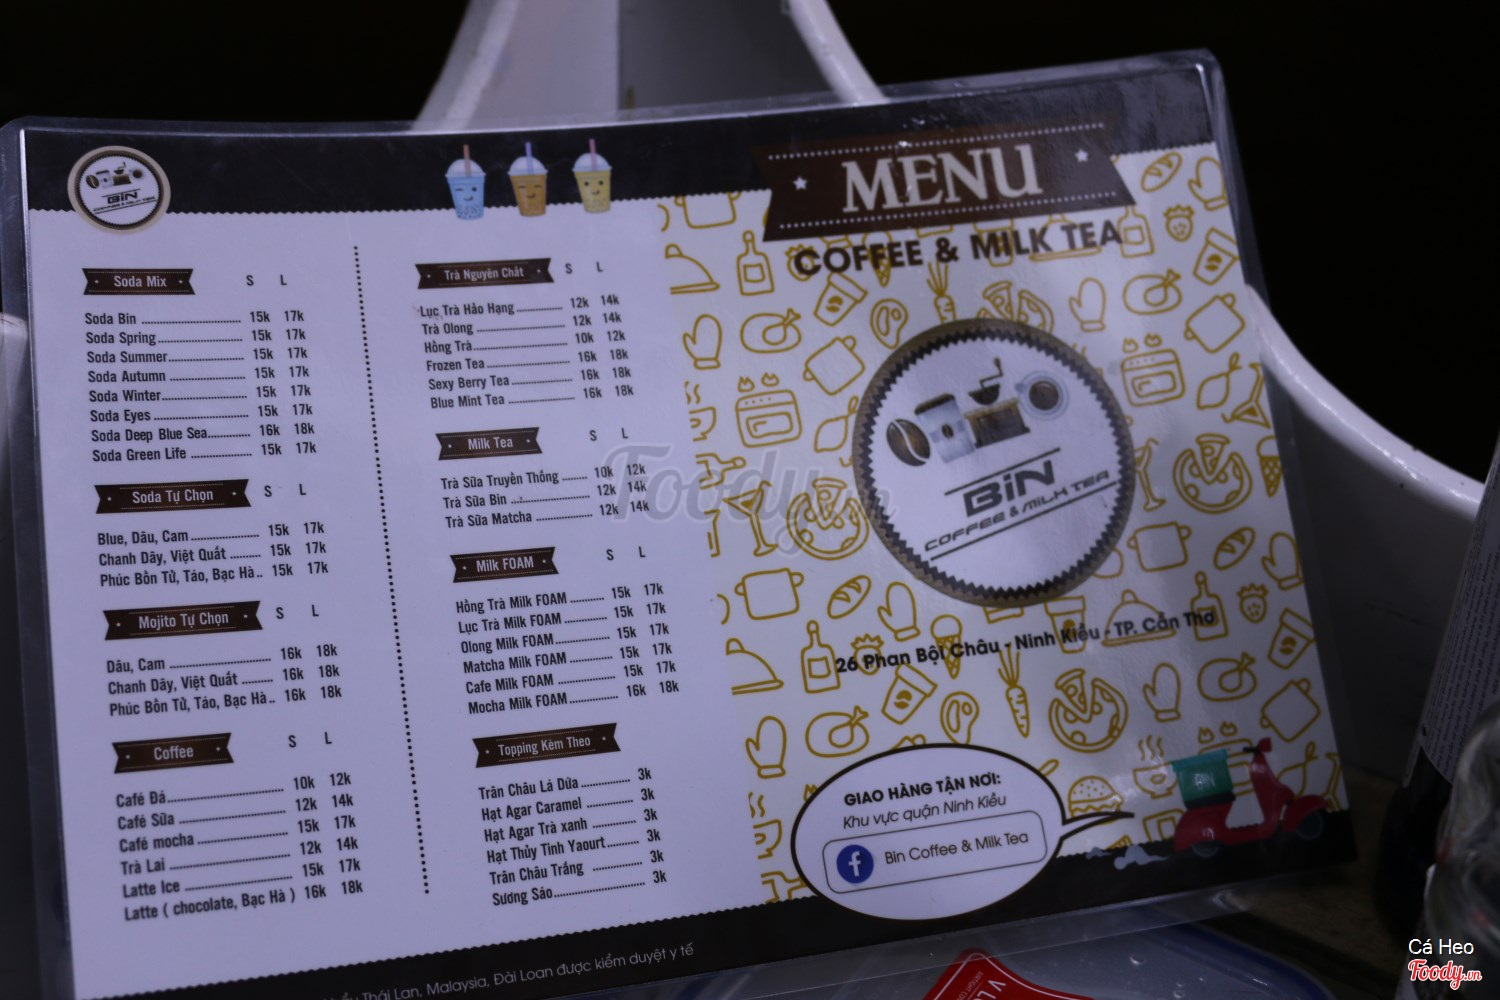 BiN
COFFEE & MILK TEA
Soda Mix S L
Soda Bin 15k 17k
Soda Spring 15k 17k
Soda Summer 15k 17k
Soda Autumn 15k 17k
Soda Winter 15k 17k
Soda Eyes 15k 17k
Soda Deep Blue Sea 16k 18k
Soda Green Life 15k 17k
Soda Tự Chọn S L
Blue, Dâu, Cam 15k 17k
Chanh Dây, Việt Quất 15k 17k
Phúc Bồn Tử, Táo, Bạc Hà 15k 17k
Mojito Tự Chọn S L
Dâu, Cam 16k 18k
Chanh Dây, Việt Quất 16k 18k
Phúc Bồn Tử, Táo, Bạc Hà 16k 18k
Coffee S L
Café Đá 10k 12k
Café Sữa 12k 14k
Café mocha 15k 17k
Trà Lai 12k 14k
Latte Ice 15k 17k
Latte ( chocolate, Bạc Hà ) 16k 18k
Trà Nguyên Chất S L
Lục Trà Hảo Hạng 12k 14k
Trà Olong 12k 14k
Hồng Trà 10k 12k
Frozen Tea 16k 18k
Sexy Berry Tea 16k 18k
Blue Mint Tea 16k 18k
Milk Tea S L
Trà Sữa Truyền Thống 10k 12k
Trà Sữa Bin 12k 14k
Trà Sữa Matcha 12k 14k
Milk FOAM S L
Hồng Trà Milk FOAM 15k 17k
Lục Trà Milk FOAM 15k 17k
Olong Milk FOAM 15k 17k
Matcha Milk FOAM 15k 17k
Cafe Milk FOAM 15k 17k
Mocha Milk FOAM 16k 18k
Topping Kèm Theo
Trân Châu Lá Dứa 3k
Hạt Agar Caramel 3k
Hạt Agar Trà xanh 3k
Hạt Thủy Tinh Yaourt 3k
Trân Châu Trắng 3k
Sương Sáo 3k
Thái Lan, Malaysia, Đài Loan được kiểm duyệt y tế
MENU
COFFEE & MILK TEA
BiN
COFFEE & MILK TEA
26 Phan Bội Châu - Ninh Kiều - TP. Cần Thơ
GIAO HÀNG TẬN NƠI:
Khu vực quận Ninh Kiều
f Bin Coffee & Milk Tea
Foody.vn
Cá Heo
Foody.vn